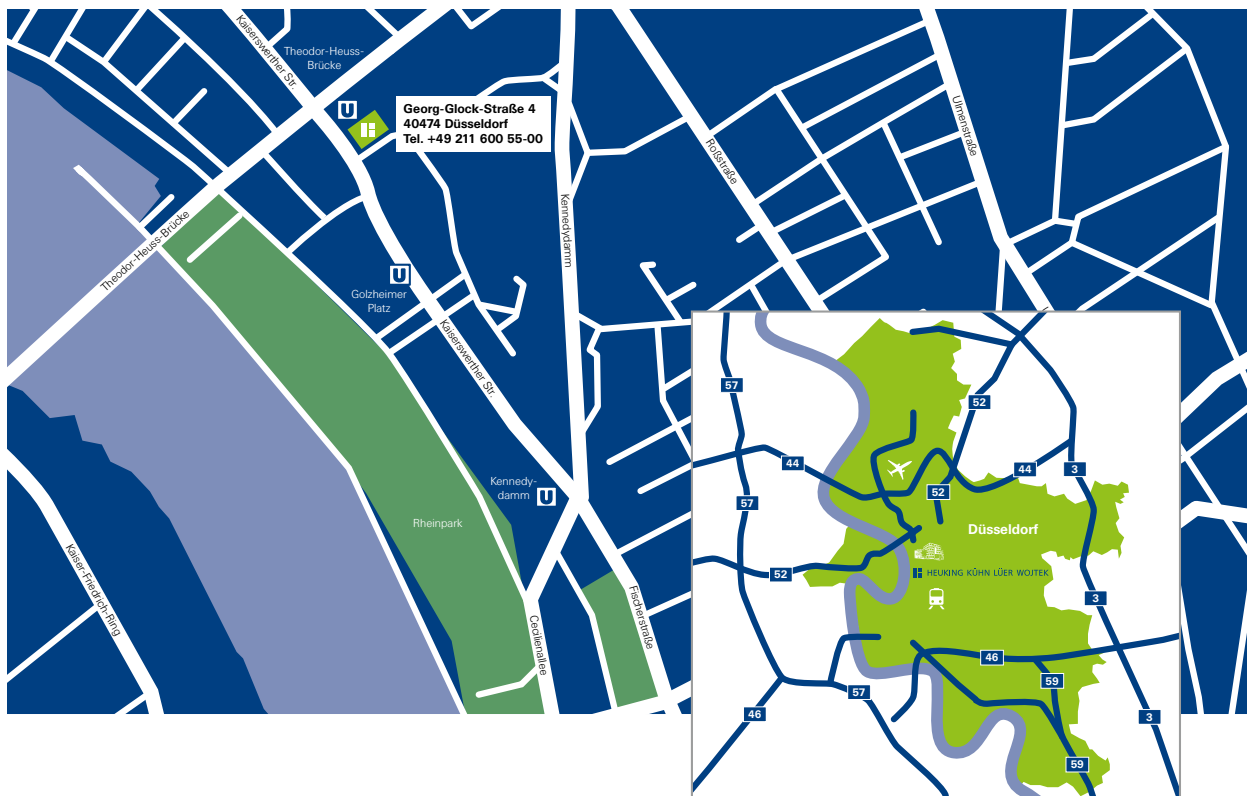 Kaiserswerther Str.
Theodor-Heuss-
Brücke
U
Georg-Glock-Straße 4
40474 Düsseldorf
Tel. +49 211 600 55-00
Ulmenstraße
Roßstraße
Kennedydamm
Theodor-Heuss-Brücke
U
Golzheimer
Platz
Kaiserswerther Str.
Kennedy-
damm
U
Rheinpark
Kaiser-Friedrich-Ring
Cecilienallee
Fischerstraße
57
52
44
44
3
52
57
Düsseldorf
HEUKING KÜHN LÜER WOJTEK
52
3
46
59
57
46
3
59